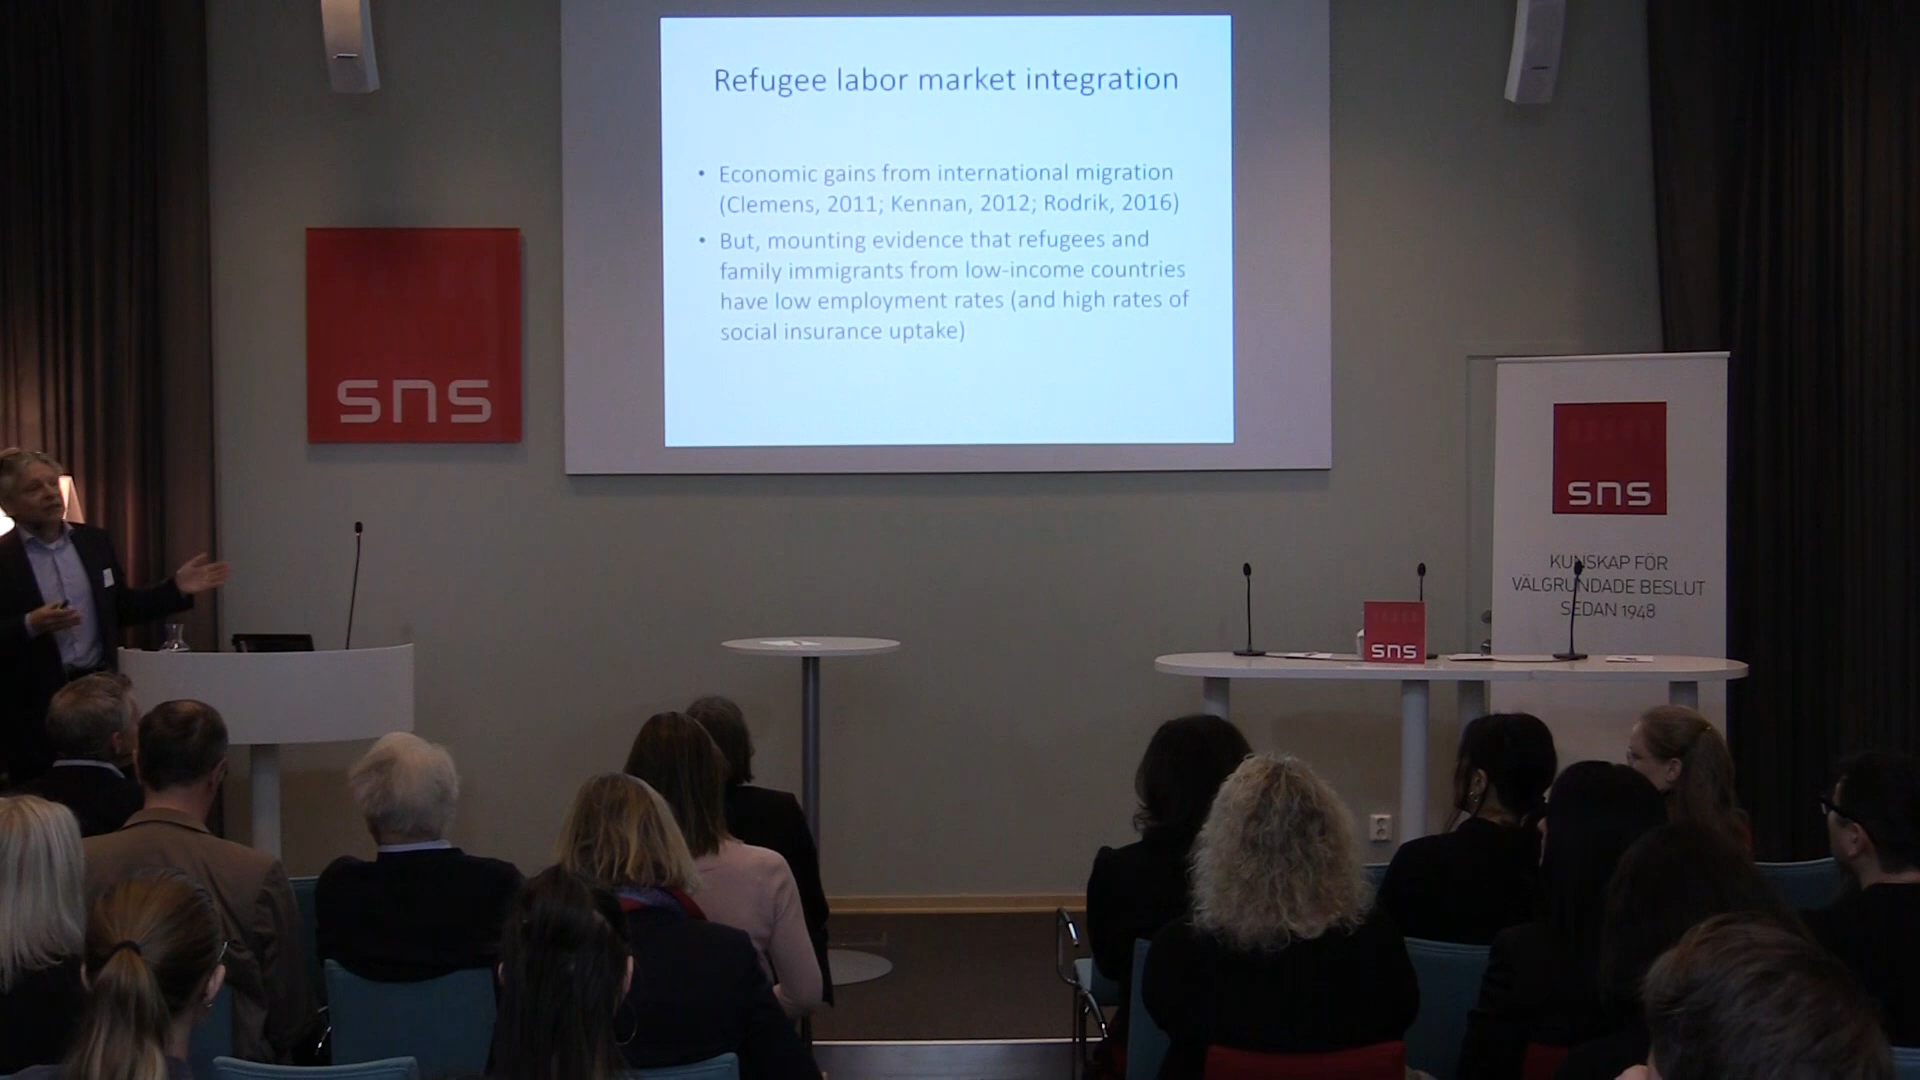 Refugee labor market integration
• Economic gains from international migration
(Clemens, 2011; Kennan, 2012; Rodrik, 2016)
• But, mounting evidence that refugees and
family immigrants from low-income countries
have low employment rates (and high rates of
social insurance uptake)
sns
sns
KUNSKAP FÖR
VÄLGRUNDADE BESLUT
SEDAN 1948
sns